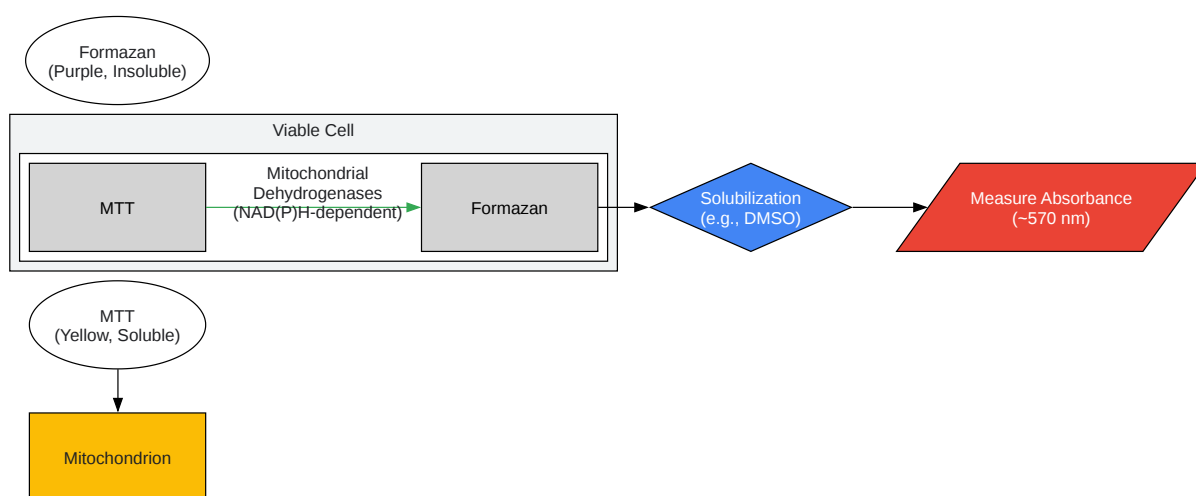 Formazan
(Purple, Insoluble)
Viable Cell
MTT
Mitochondrial
Dehydrogenases
(NAD(P)H-dependent)
Formazan
Solubilization
(e.g., DMSO)
Measure Absorbance
(~570 nm)
MTT
(Yellow, Soluble)
Mitochondrion